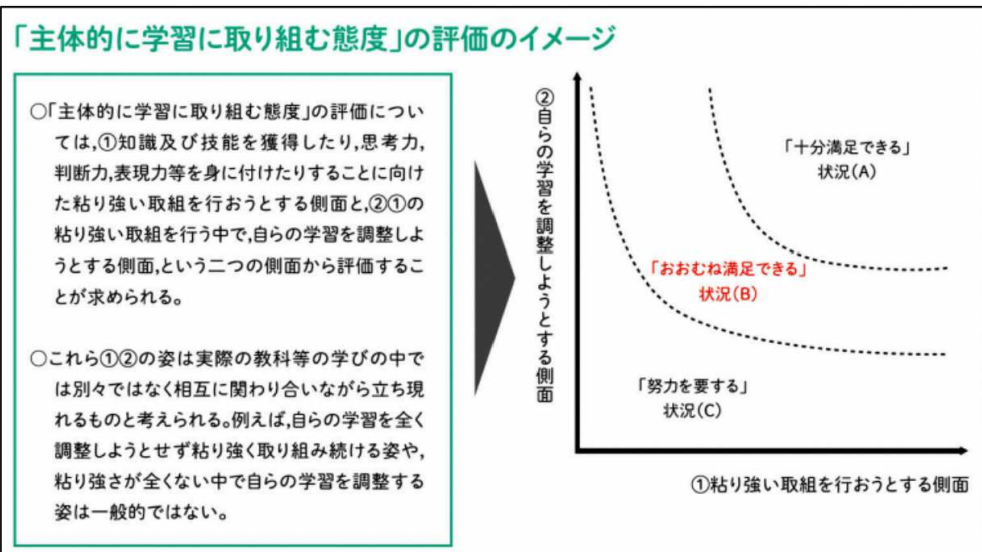 「主体的に学習に取り組む態度」の評価のイメージ
○「主体的に学習に取り組む態度」の評価につい
ては,①知識及び技能を獲得したり,思考力,
判断力,表現力等を身に付けたりすることに向け
た粘り強い取組を行おうとする側面と,②①の
粘り強い取組を行う中で,自らの学習を調整しよ
うとする側面,という二つの側面から評価するこ
とが求められる。
○これら①②の姿は実際の教科等の学びの中で
は別々ではなく相互に関わり合いながら立ち現
れるものと考えられる。例えば,自らの学習を全く
調整しようとせず粘り強く取り組み続ける姿や,
粘り強さが全くない中で自らの学習を調整する
姿は一般的ではない。
②自らの学習を調整しようとする側面
「十分満足できる」
状況(A)
「おおむね満足できる」
状況(B)
「努力を要する」
状況(C)
①粘り強い取組を行おうとする側面